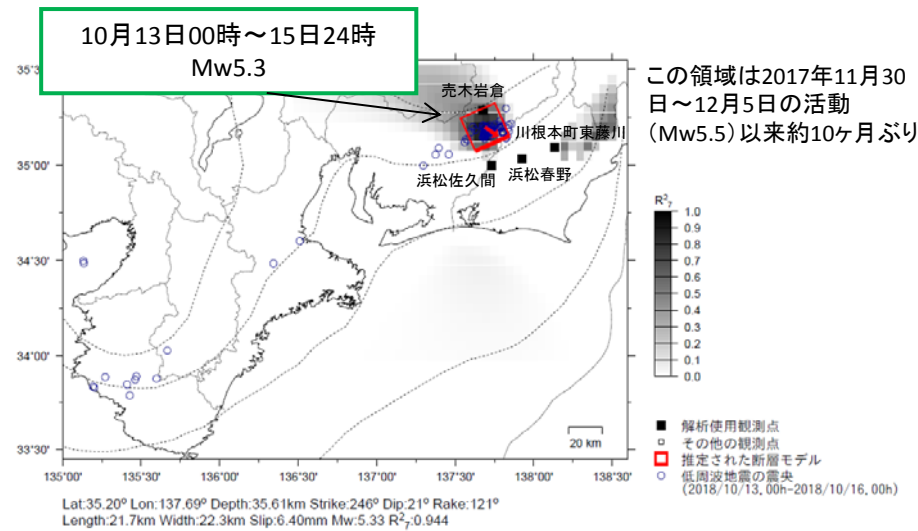 10月13日00時～15日24時
Mw5.3
この領域は2017年11月30
日～12月5日の活動
（Mw5.5）以来約10ヶ月ぶり
売木岩倉
川根本町東藤川
浜松佐久間
浜松春野
35°3
35°00'
34°30'
34°00'
33°30'
135°00'
135°30'
136°00'
136°30'
137°00'
137°30'
138°00'
138°30'
20 km
R²₇
1.0
0.9
0.8
0.7
0.6
0.5
0.4
0.3
0.2
0.1
0.0
解析使用観測点
その他の観測点
推定された断層モデル
低周波地震の震央
(2018/10/13, 00h-2018/10/16, 00h)
Lat:35.20º Lon:137.69º Depth:35.61km Strike:246º Dip:21º Rake:121º
Length:21.7km Width:22.3km Slip:6.40mm Mw:5.33 R²₇:0.944